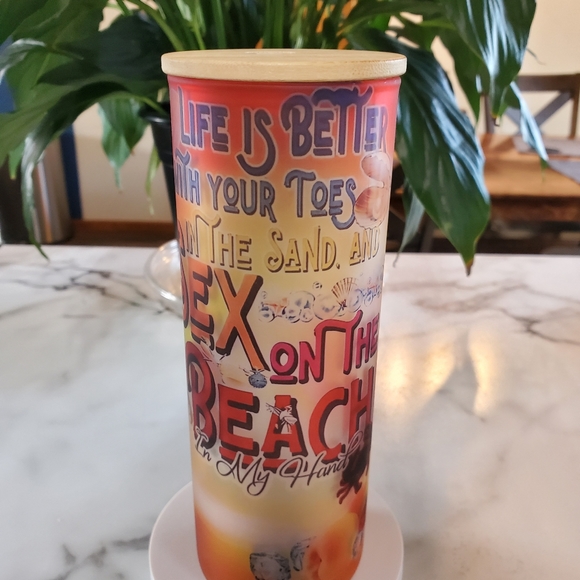 LIFE IS BETTER
WITH YOUR TOES
IN THE SAND. AND
SEX
ON THE
BEACH
In My Hand